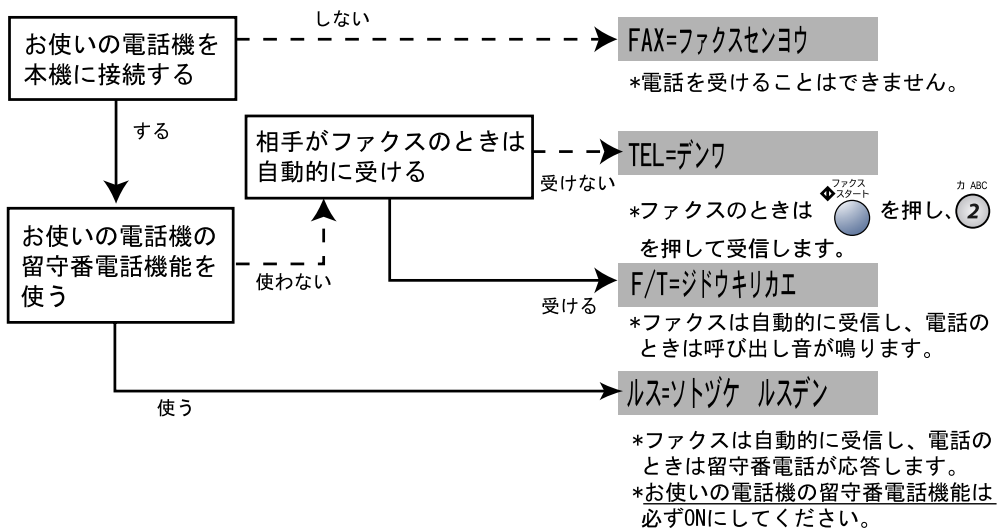 しない
お使いの電話機を
本機に接続する
FAX=ファクスセンヨウ
*電話を受けることはできません。
する
相手がファクスのときは
自動的に受ける
受けない
TEL=デンワ
*ファクスのときは ファクス スタート を押し、カ ABC 2
を押して受信します。
お使いの電話機の
留守番電話機能を
使う
使わない
受ける
F/T=ジドウキリカエ
*ファクスは自動的に受信し、電話の
ときは呼び出し音が鳴ります。
使う
ルス=ソトヅケ ルスデン
*ファクスは自動的に受信し、電話の
ときは留守番電話が応答します。
*お使いの電話機の留守番電話機能は
必ずONにしてください。